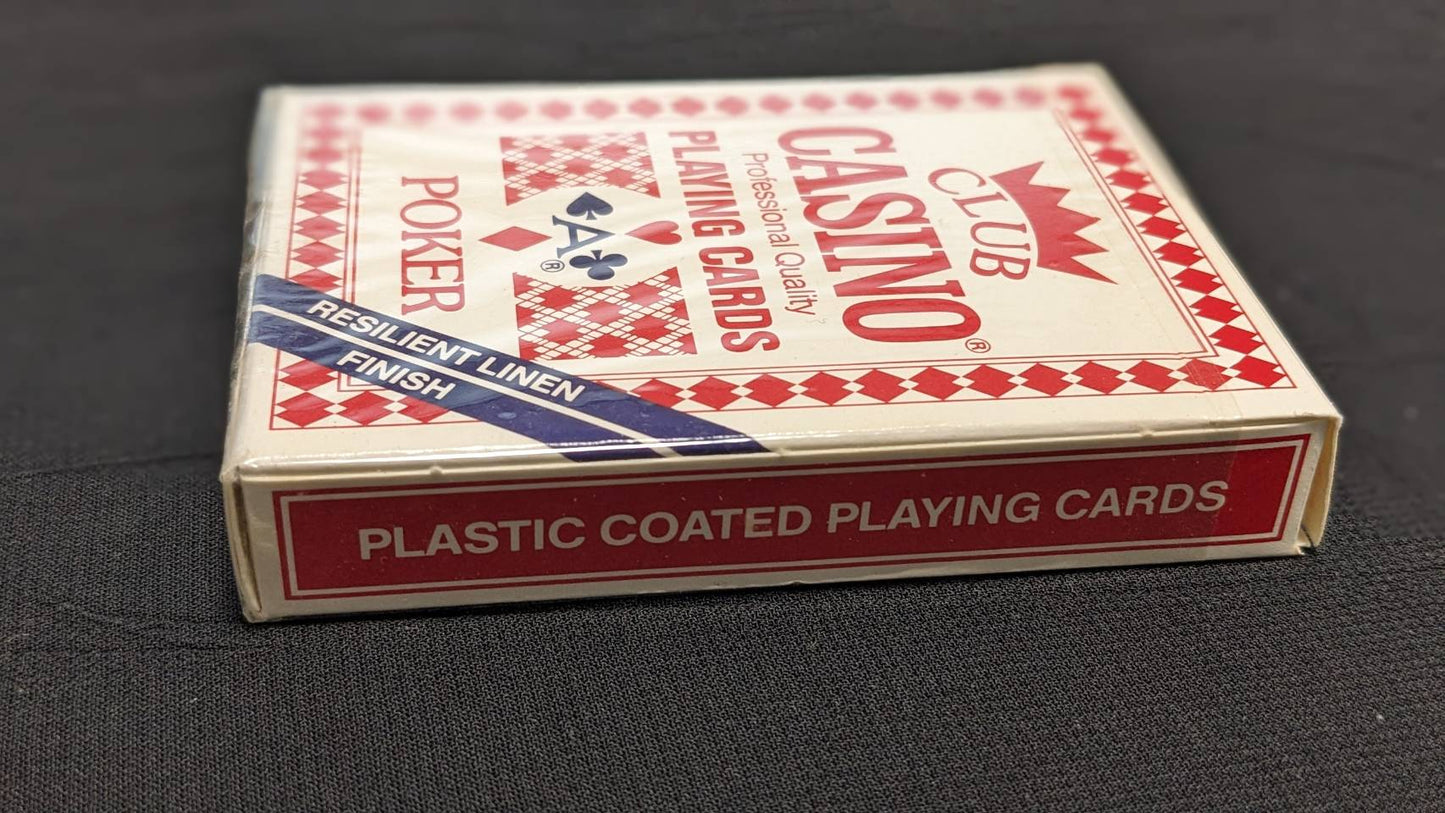 CLUB
CASINO®
Professional Quality
PLAYING CARDS
A®
POKER
RESILIENT LINEN
FINISH
PLASTIC COATED PLAYING CARDS